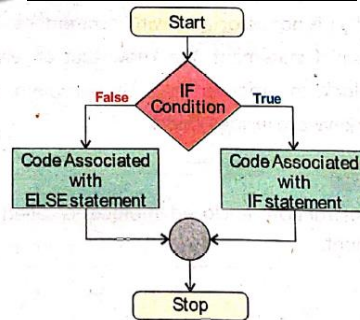 Start
IF
Condition
False
True
Code Associated
with
ELSE statement
Code Associated
with
IF statement
Stop